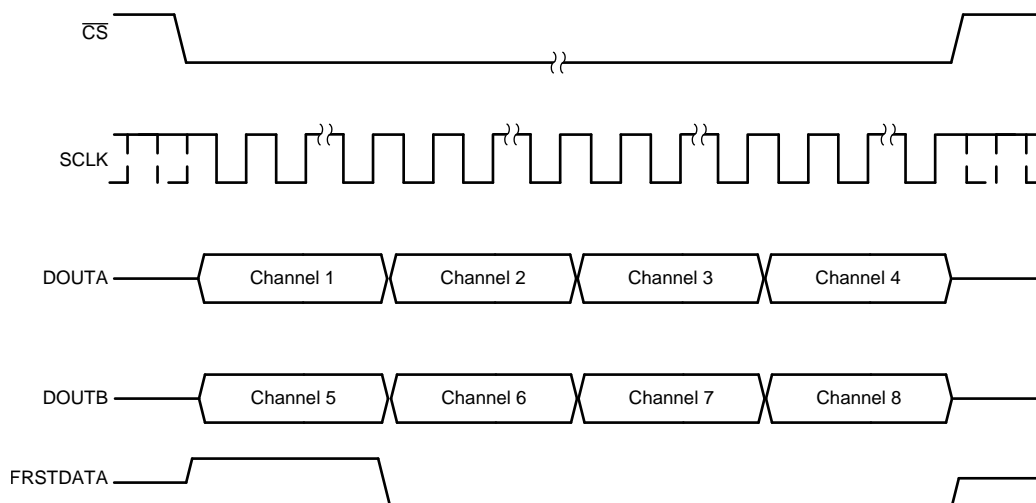 CS
SCLK
DOUTA
Channel 1 Channel 2 Channel 3 Channel 4
DOUTB
Channel 5 Channel 6 Channel 7 Channel 8
FRSTDATA